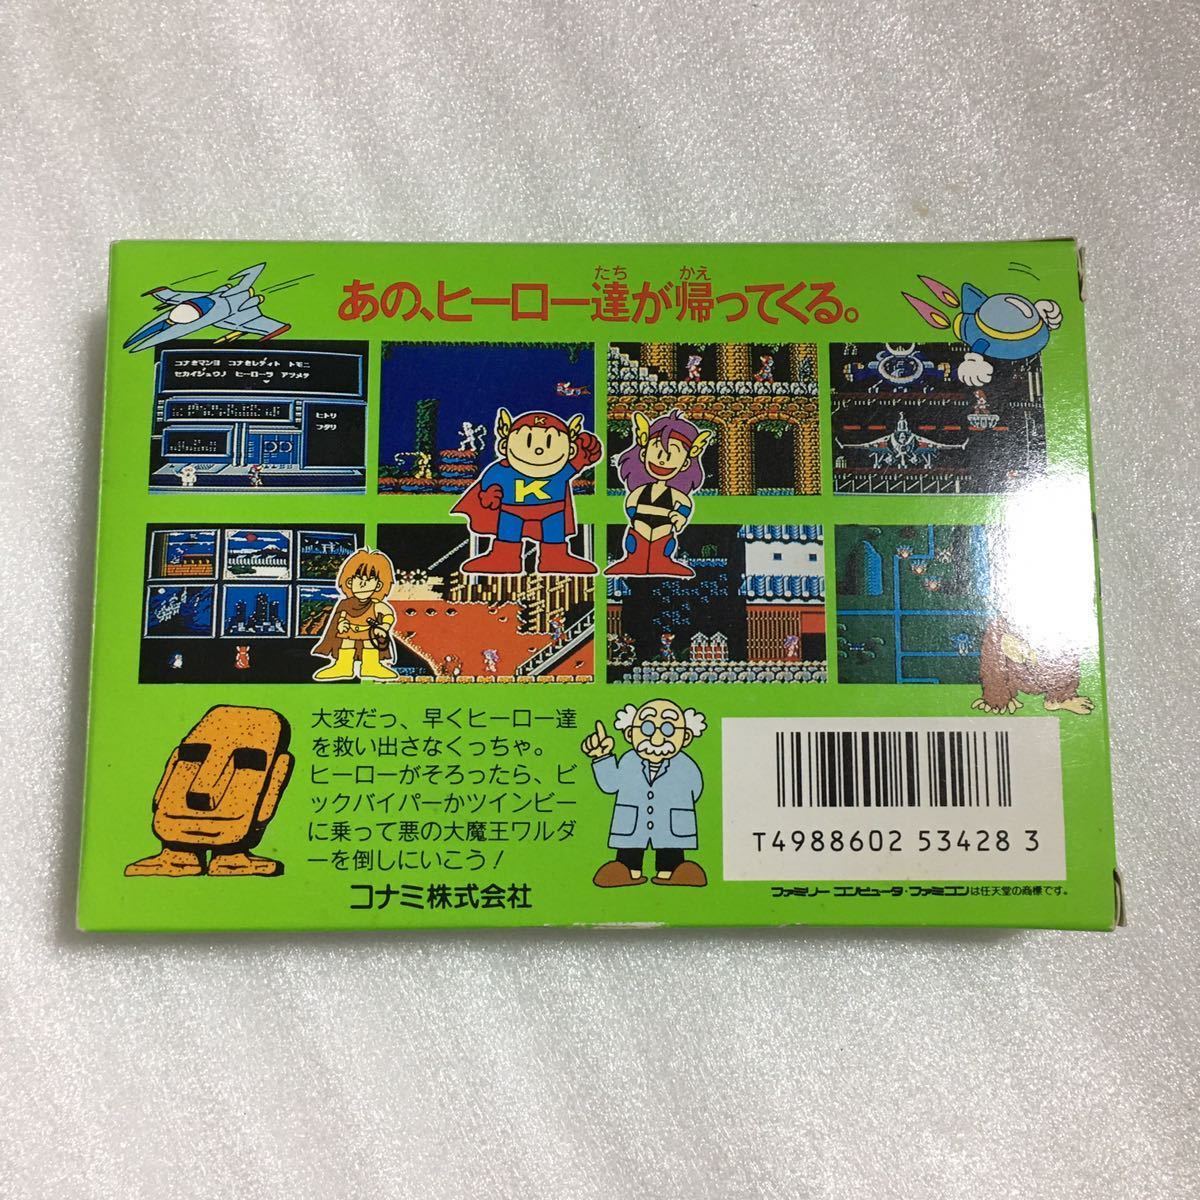 あの、ヒーロー達が帰ってくる。
たち
かえ
コナミマンヨ コナミレディト トモニ
セカイジュウノ ヒーローヲ アツメテ
ヒトリ
フタリ
K
K
大変だっ、早くヒーロー達
を救い出さなくっちゃ。
ヒーローがそろったら、ビ
ックバイパーかツインビー
に乗って悪の大魔王ワルダ
ーを倒しにいこう！
コナミ株式会社
T4988602 53428 3
ファミリー コンピュータ・ファミコンは任天堂の商標です。